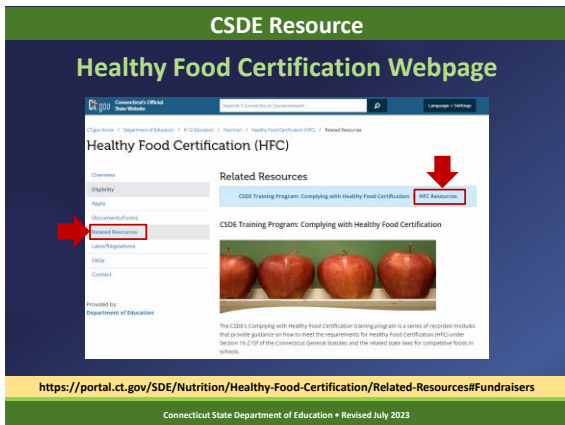 CSDE Resource
Healthy Food Certification Webpage
Ct.gov Connecticut's Official
State Website
Search Connecticut Government...
Language + Settings
CT.gov Home / Department of Education / K-12 Education / Nutrition / Healthy Food Certification (HFC) / Related Resources
Healthy Food Certification (HFC)
Overview
Eligibility
Apply
Documents/Forms
Related Resources
Laws/Regulations
FAQs
Contact
Provided by:
Department of Education
Related Resources
CSDE Training Program: Complying with Healthy Food Certification
HFC Resources
CSDE Training Program: Complying with Healthy Food Certification
The CSDE's Complying with Healthy Food Certification training program is a series of recorded modules
that provide guidance on how to meet the requirements for Healthy Food Certification (HFC) under
Section 10-215f of the Connecticut General Statutes and the related state laws for competitive foods in
schools.
https://portal.ct.gov/SDE/Nutrition/Healthy-Food-Certification/Related-Resources#Fundraisers
Connecticut State Department of Education • Revised July 2023